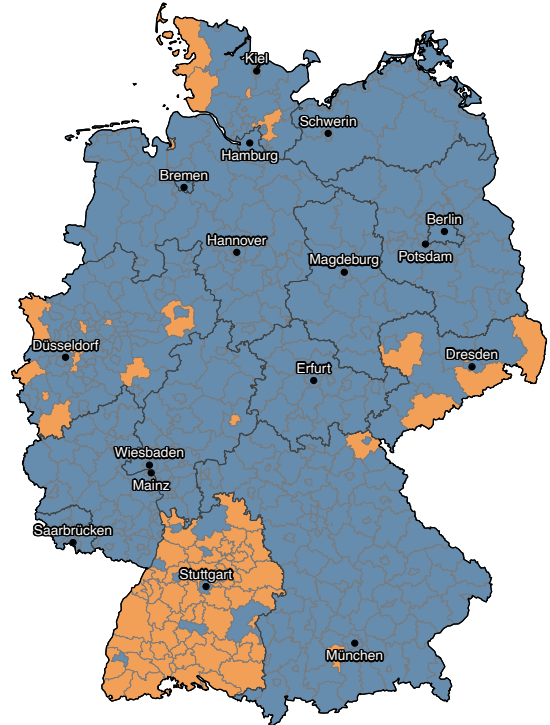 Kiel
Schwerin
Hamburg
Bremen
Berlin
Hannover
Potsdam
Magdeburg
Düsseldorf
Dresden
Erfurt
Wiesbaden
Mainz
Saarbrücken
Stuttgart
München